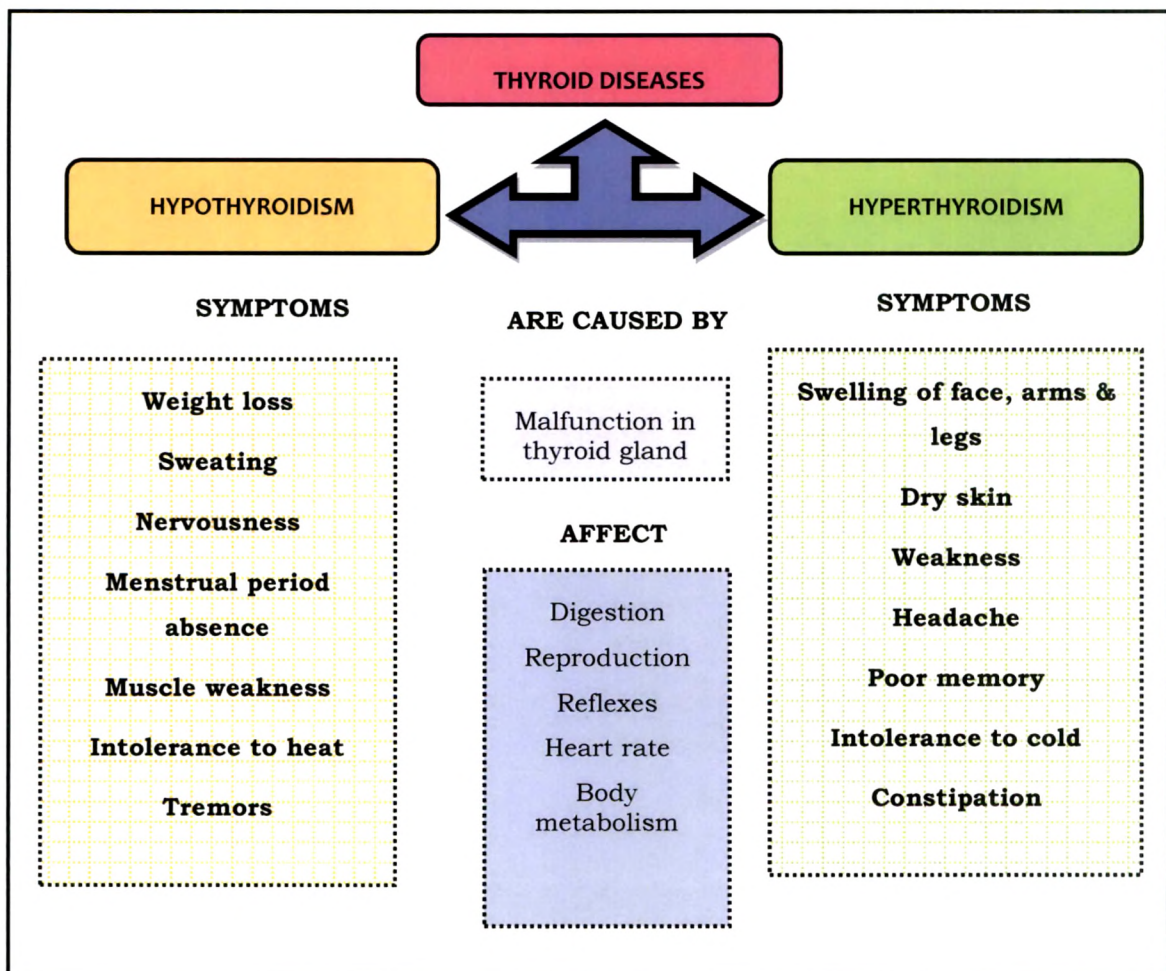 THYROID DISEASES
HYPOTHYROIDISM
HYPERTHYROIDISM
SYMPTOMS
Weight loss
Sweating
Nervousness
Menstrual period
absence
Muscle weakness
Intolerance to heat
Tremors
ARE CAUSED BY
Malfunction in
thyroid gland
AFFECT
Digestion
Reproduction
Reflexes
Heart rate
Body
metabolism
SYMPTOMS
Swelling of face, arms &
legs
Dry skin
Weakness
Headache
Poor memory
Intolerance to cold
Constipation